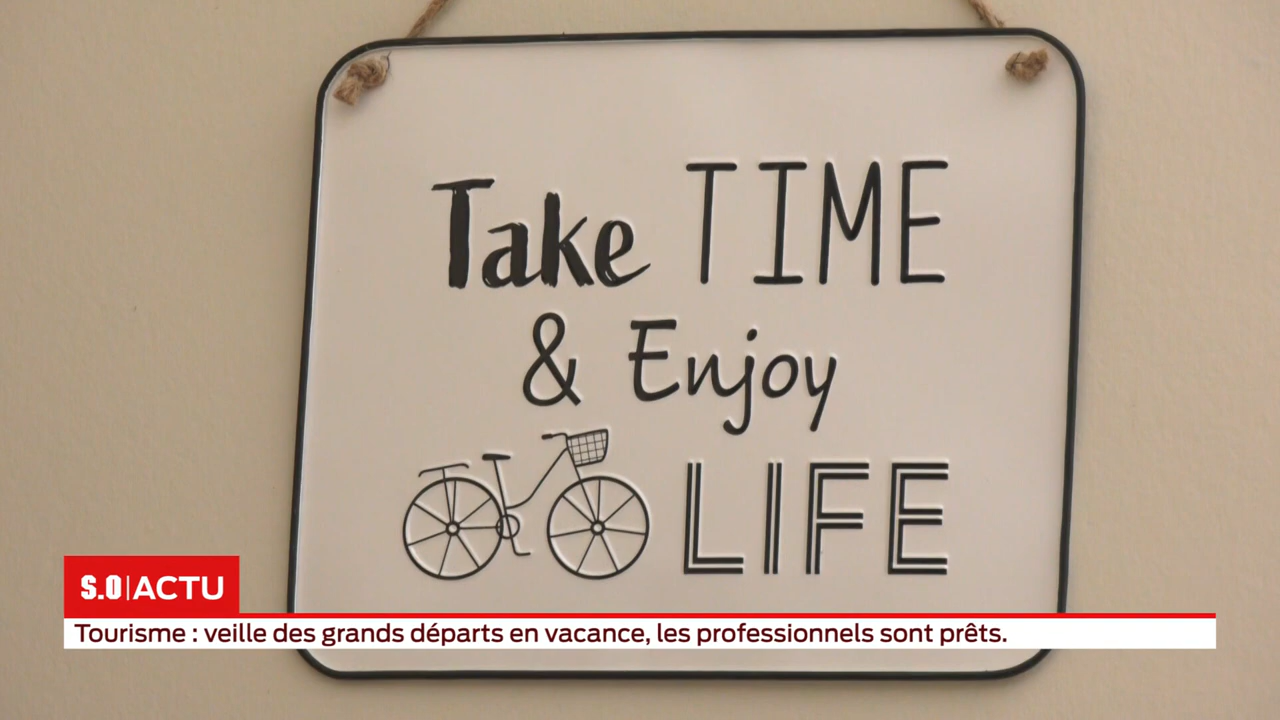 Take TIME
& Enjoy
LIFE
S.O|ACTU
Tourisme : veille des grands départs en vacance, les professionnels sont prêts.